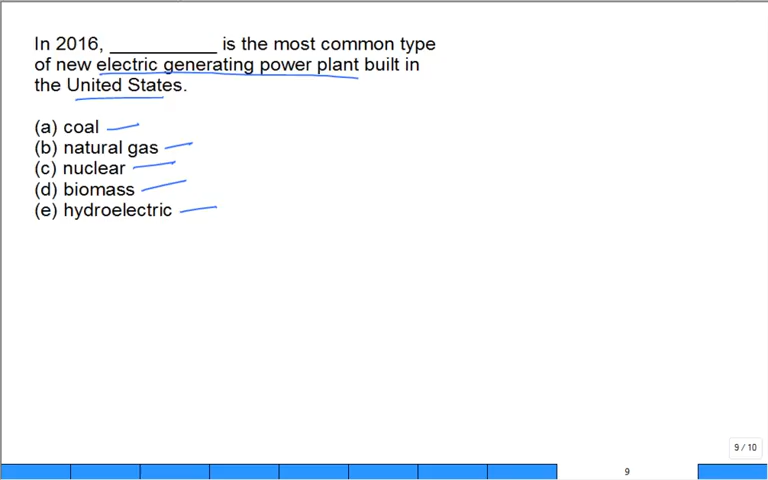 In 2016, ___________ is the most common type
of new electric generating power plant built in
the United States.
(a) coal
(b) natural gas
(c) nuclear
(d) biomass
(e) hydroelectric
9 / 10
9